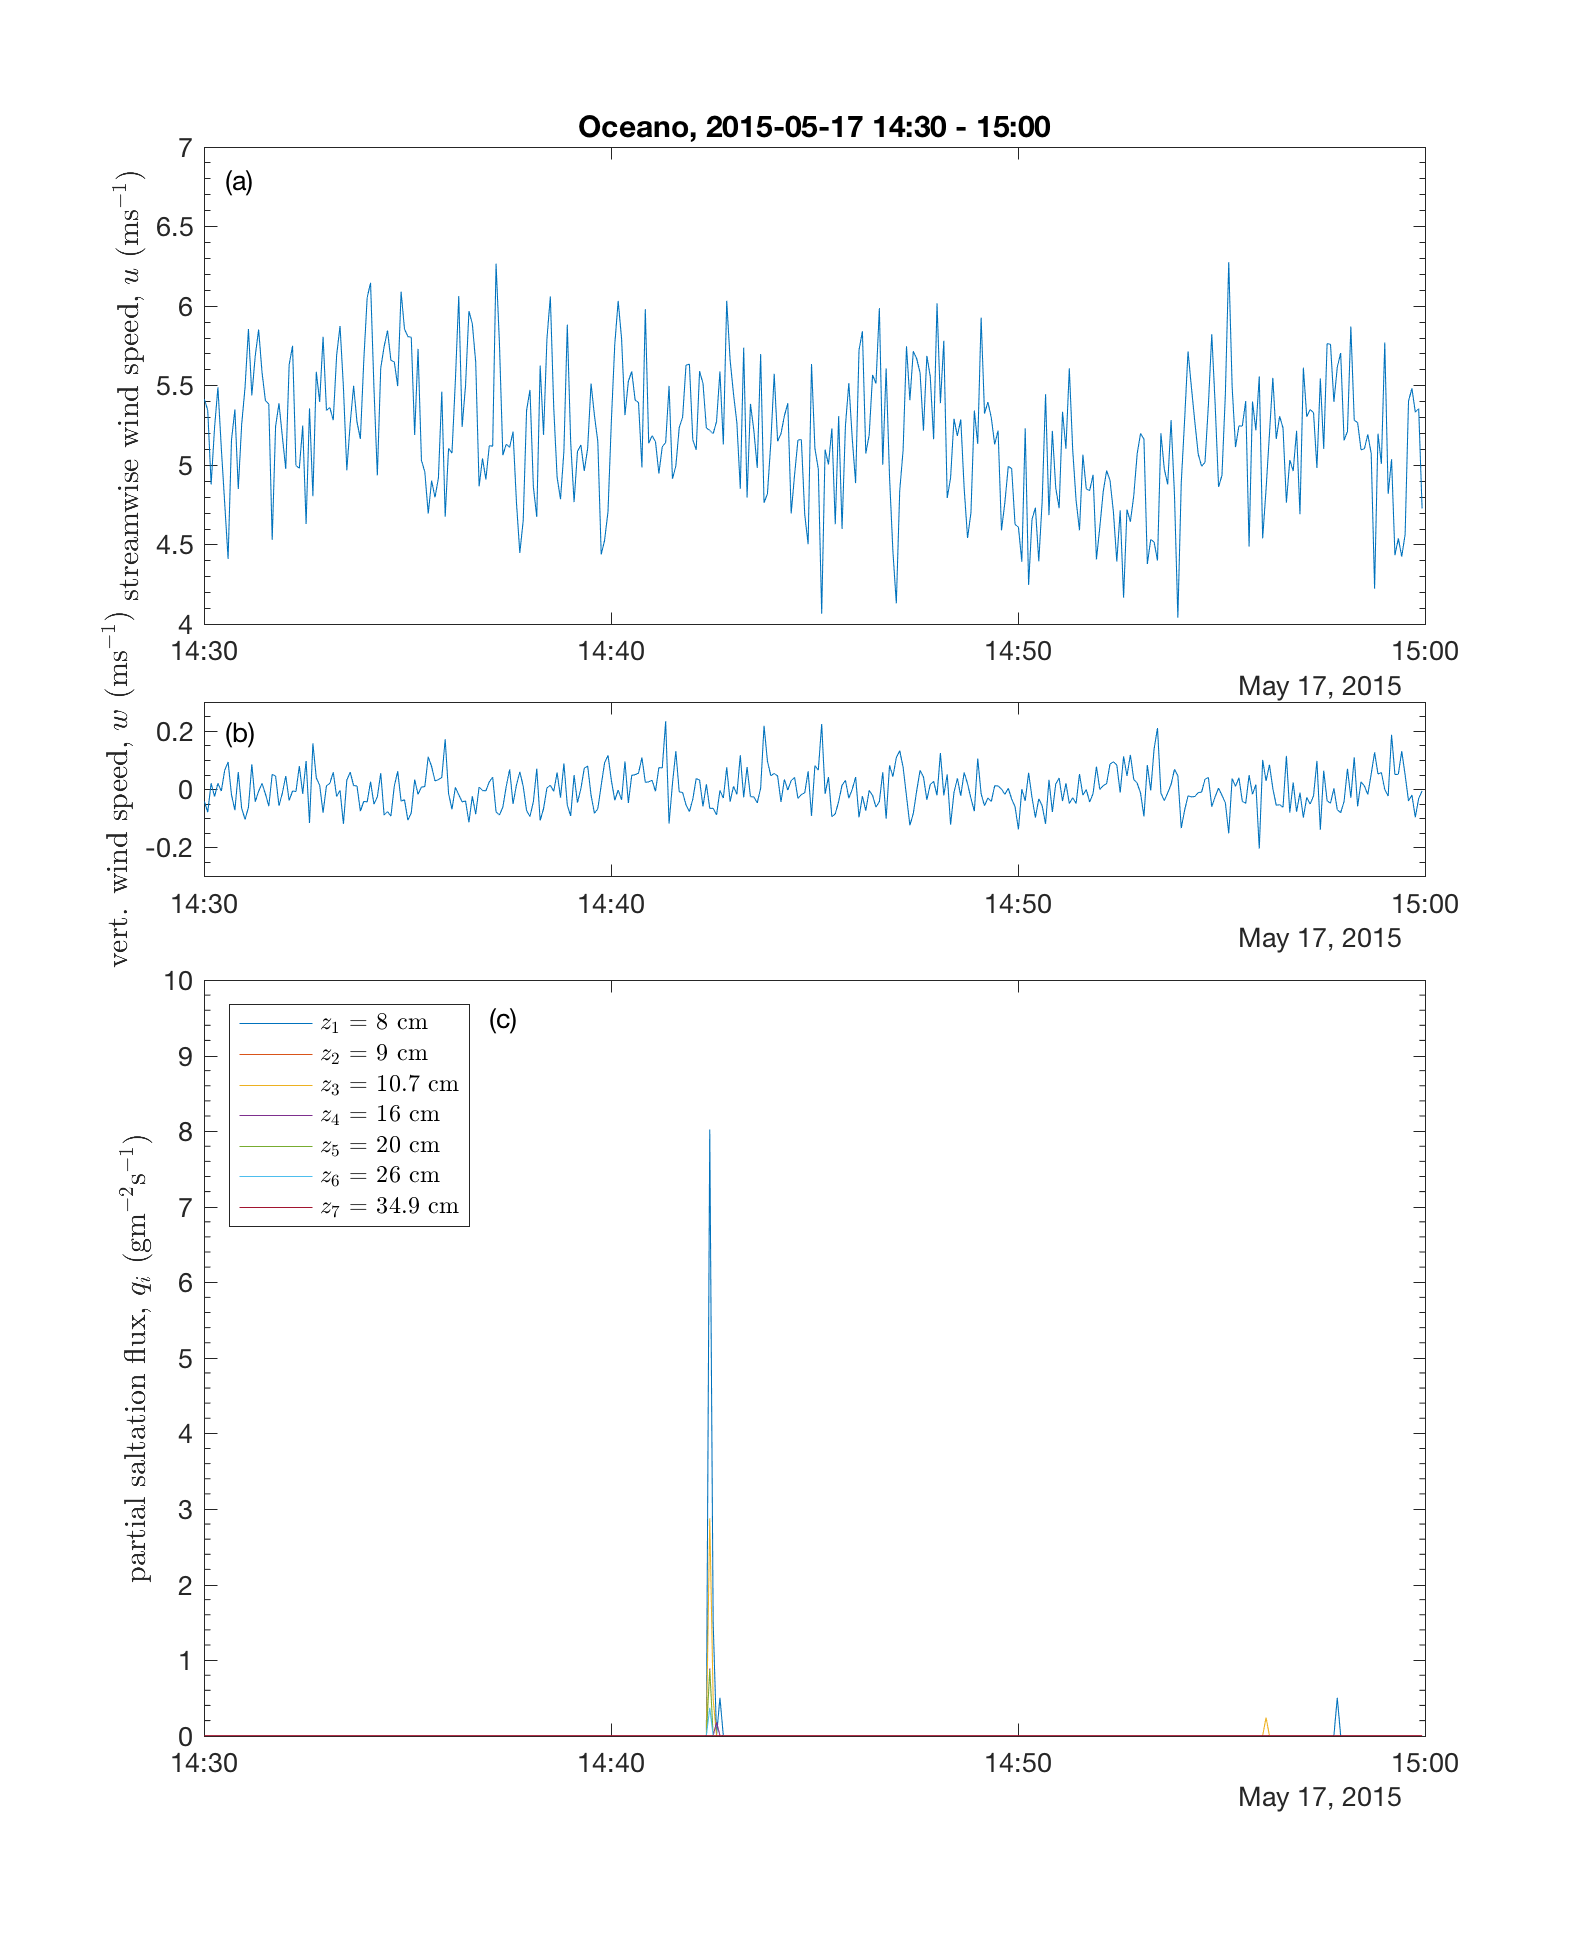 Oceano, 2015-05-17 14:30 - 15:00
streamwise wind speed, u (ms⁻¹)
(a)
7
6.5
6
5.5
5
4.5
4
14:30 14:40 14:50 15:00
May 17, 2015
vert. wind speed, w (ms⁻¹)
(b)
0.2
0
-0.2
14:30 14:40 14:50 15:00
May 17, 2015
partial saltation flux, qᵢ (gm⁻²s⁻¹)
(c)
10
9
8
7
6
5
4
3
2
1
0
z₁ = 8 cm
z₂ = 9 cm
z₃ = 10.7 cm
z₄ = 16 cm
z₅ = 20 cm
z₆ = 26 cm
z₇ = 34.9 cm
14:30 14:40 14:50 15:00
May 17, 2015